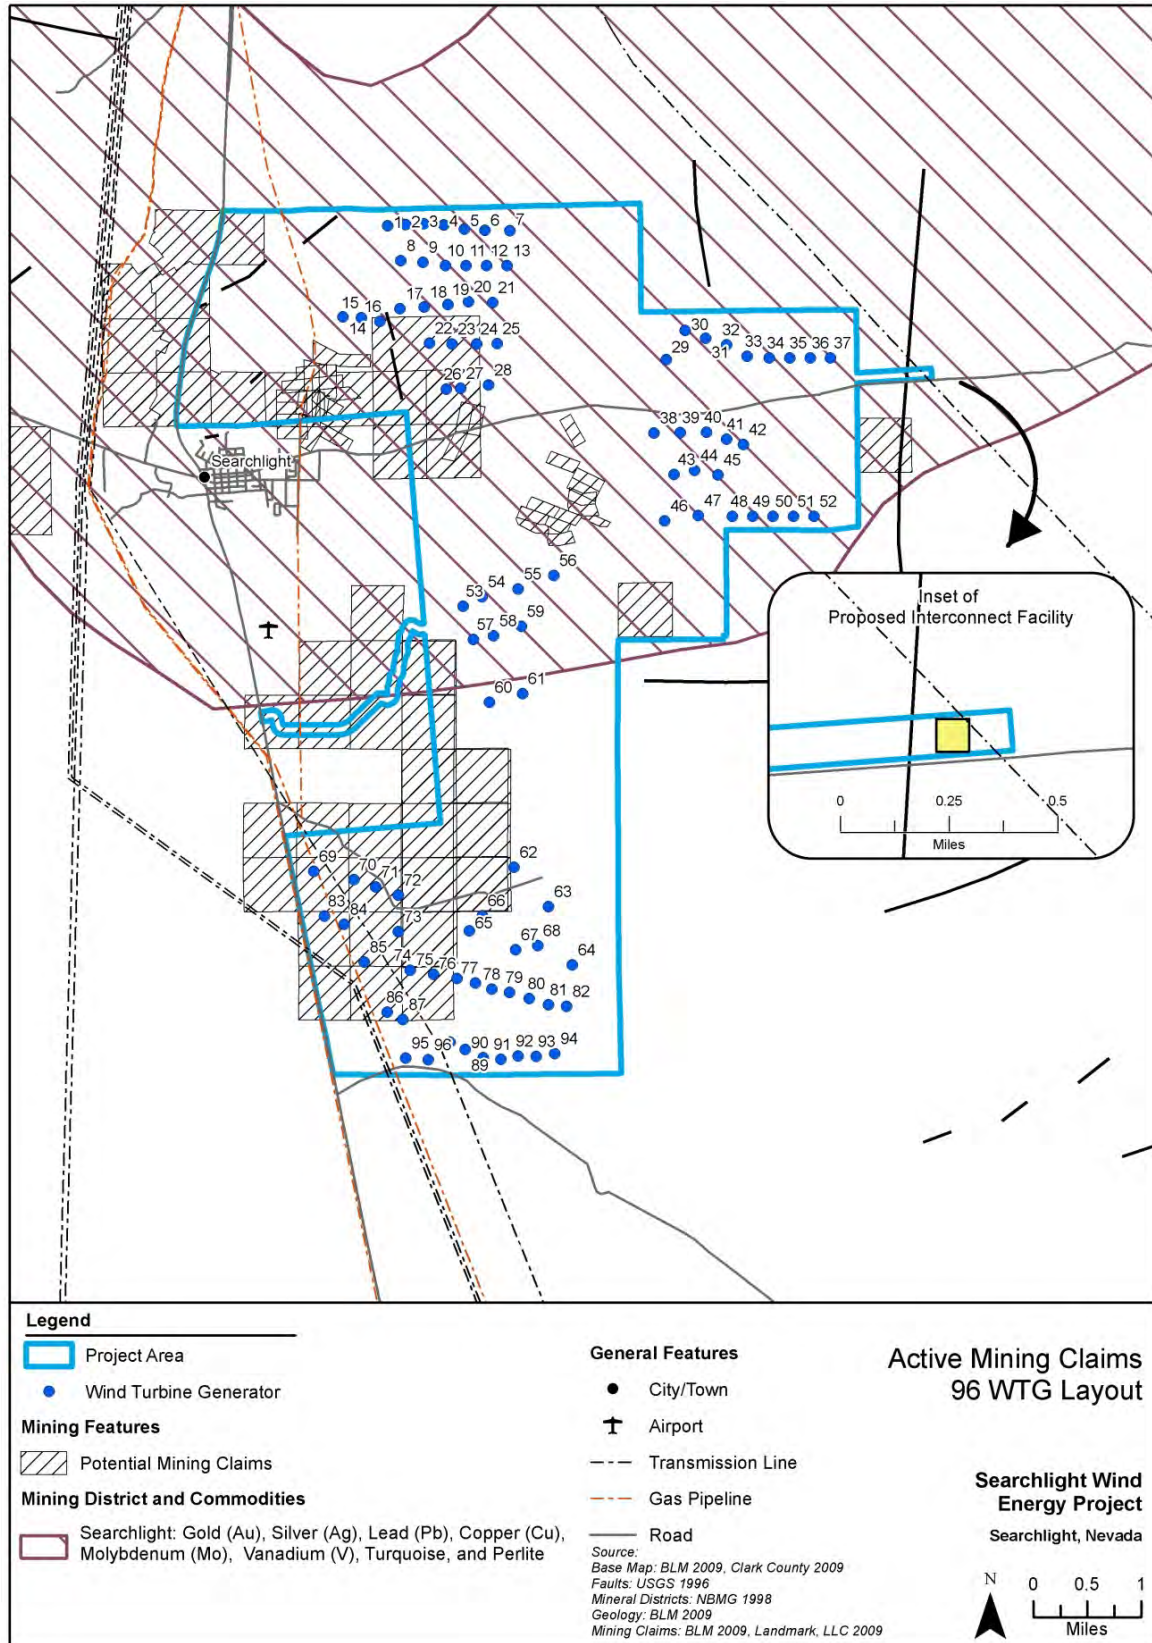 1 2 3 4 5 6 7
8 9 10 11 12 13
15 16 17 18 19 20 21
14 22 23 24 25
26 27 28
30 32
29 31 33 34 35 36 37
38 39 40 41 42
43 44 45
46 47 48 49 50 51 52
Searchlight
53 54 55 56
57 58 59
60 61
Inset of
Proposed Interconnect Facility
0 0.25 0.5
Miles
62
69 70 71 72
63
66
65
83 84 73
67 68
64
85 74 75 76 77 78 79 80 81 82
86 87
95 96 90 91 92 93 94
89
Legend
Project Area
Wind Turbine Generator
Mining Features
Potential Mining Claims
Mining District and Commodities
Searchlight: Gold (Au), Silver (Ag), Lead (Pb), Copper (Cu),
Molybdenum (Mo), Vanadium (V), Turquoise, and Perlite
General Features
City/Town
Airport
Transmission Line
Gas Pipeline
Road
Source:
Base Map: BLM 2009, Clark County 2009
Faults: USGS 1996
Mineral Districts: NBMG 1998
Geology: BLM 2009
Mining Claims: BLM 2009, Landmark, LLC 2009
Active Mining Claims
96 WTG Layout
Searchlight Wind
Energy Project
Searchlight, Nevada
N
0 0.5 1
Miles